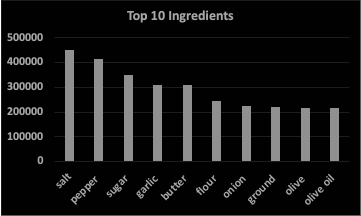 Top 10 Ingredients
500000
400000
300000
200000
100000
0
salt
pepper
sugar
garlic
butter
flour
onion
ground
olive
olive oil